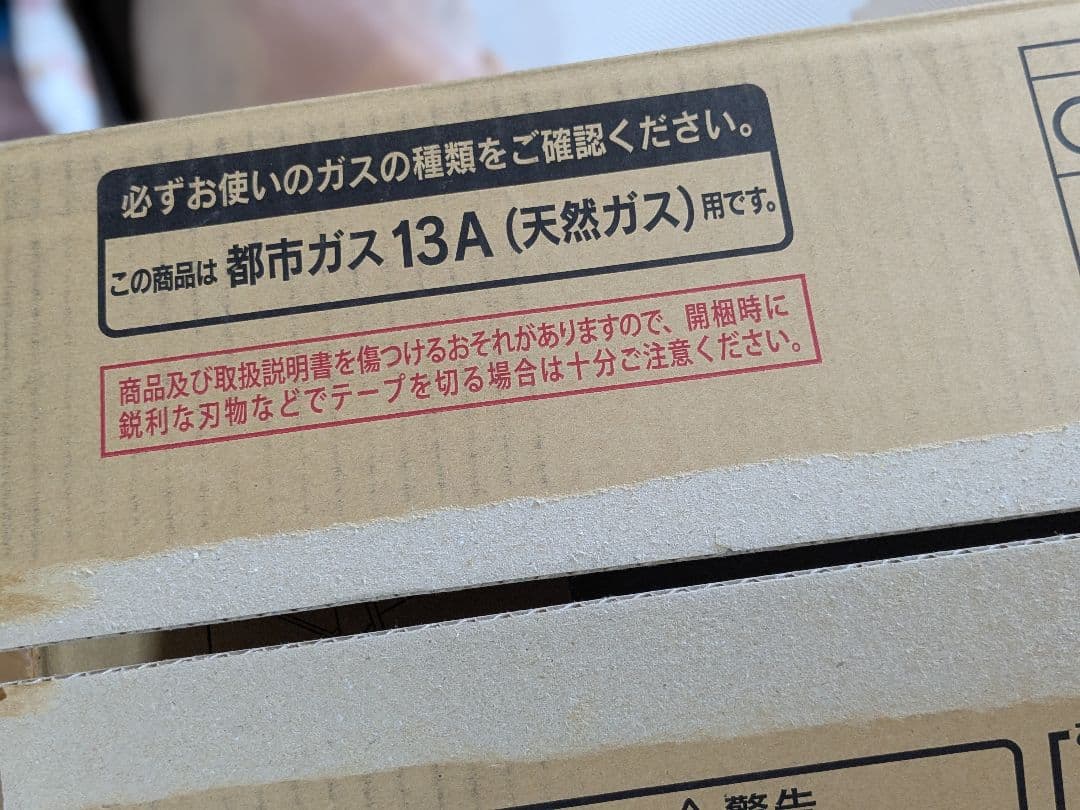 必ずお使いのガスの種類をご確認ください。
この商品は 都市ガス 13A (天然ガス) 用です。
商品及び取扱説明書を傷つけるおそれがありますので、開梱時に
鋭利な刃物などでテープを切る場合は十分ご注意ください。
警告